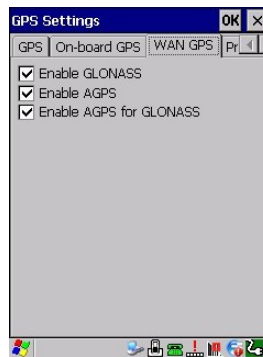 GPS Settings OK
GPS On-board GPS WAN GPS Pr
Enable GLONASS
Enable AGPS
Enable AGPS for GLONASS